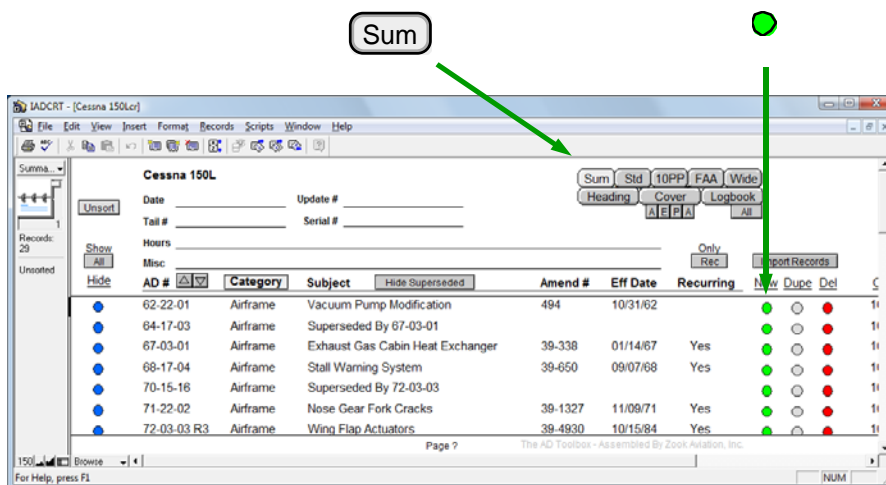 Sum
IADCRT - [Cessna 150Lcr]
File Edit View Insert Format Records Scripts Window Help
Summa...
Cessna 150L
Sum Std 10PP FAA Wide
Unsort
Date
Update #
Heading Cover Logbook
1
Tail #
Serial #
A E P A All
Records:
29
Hours
Show
Only
Unsorted
All
Misc
Rec
Import Records
Hide
AD #
Category
Subject
Hide Superseded
Amend #
Eff Date
Recurring
New Dupe Del
62-22-01 Airframe Vacuum Pump Modification 494 10/31/62
64-17-03 Airframe Superseded By 67-03-01
67-03-01 Airframe Exhaust Gas Cabin Heat Exchanger 39-338 01/14/67 Yes
68-17-04 Airframe Stall Warning System 39-650 09/07/68 Yes
70-15-16 Airframe Superseded By 72-03-03
71-22-02 Airframe Nose Gear Fork Cracks 39-1327 11/09/71 Yes
72-03-03 R3 Airframe Wing Flap Actuators 39-4930 10/15/84 Yes
Page ?
The AD Toolbox - Assembled By Zook Aviation, Inc.
150 Browse
For Help, press F1
NUM